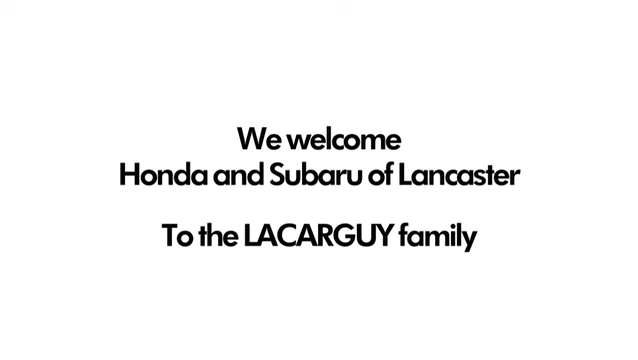 We welcome
Honda and Subaru of Lancaster
To the LACARGUY family